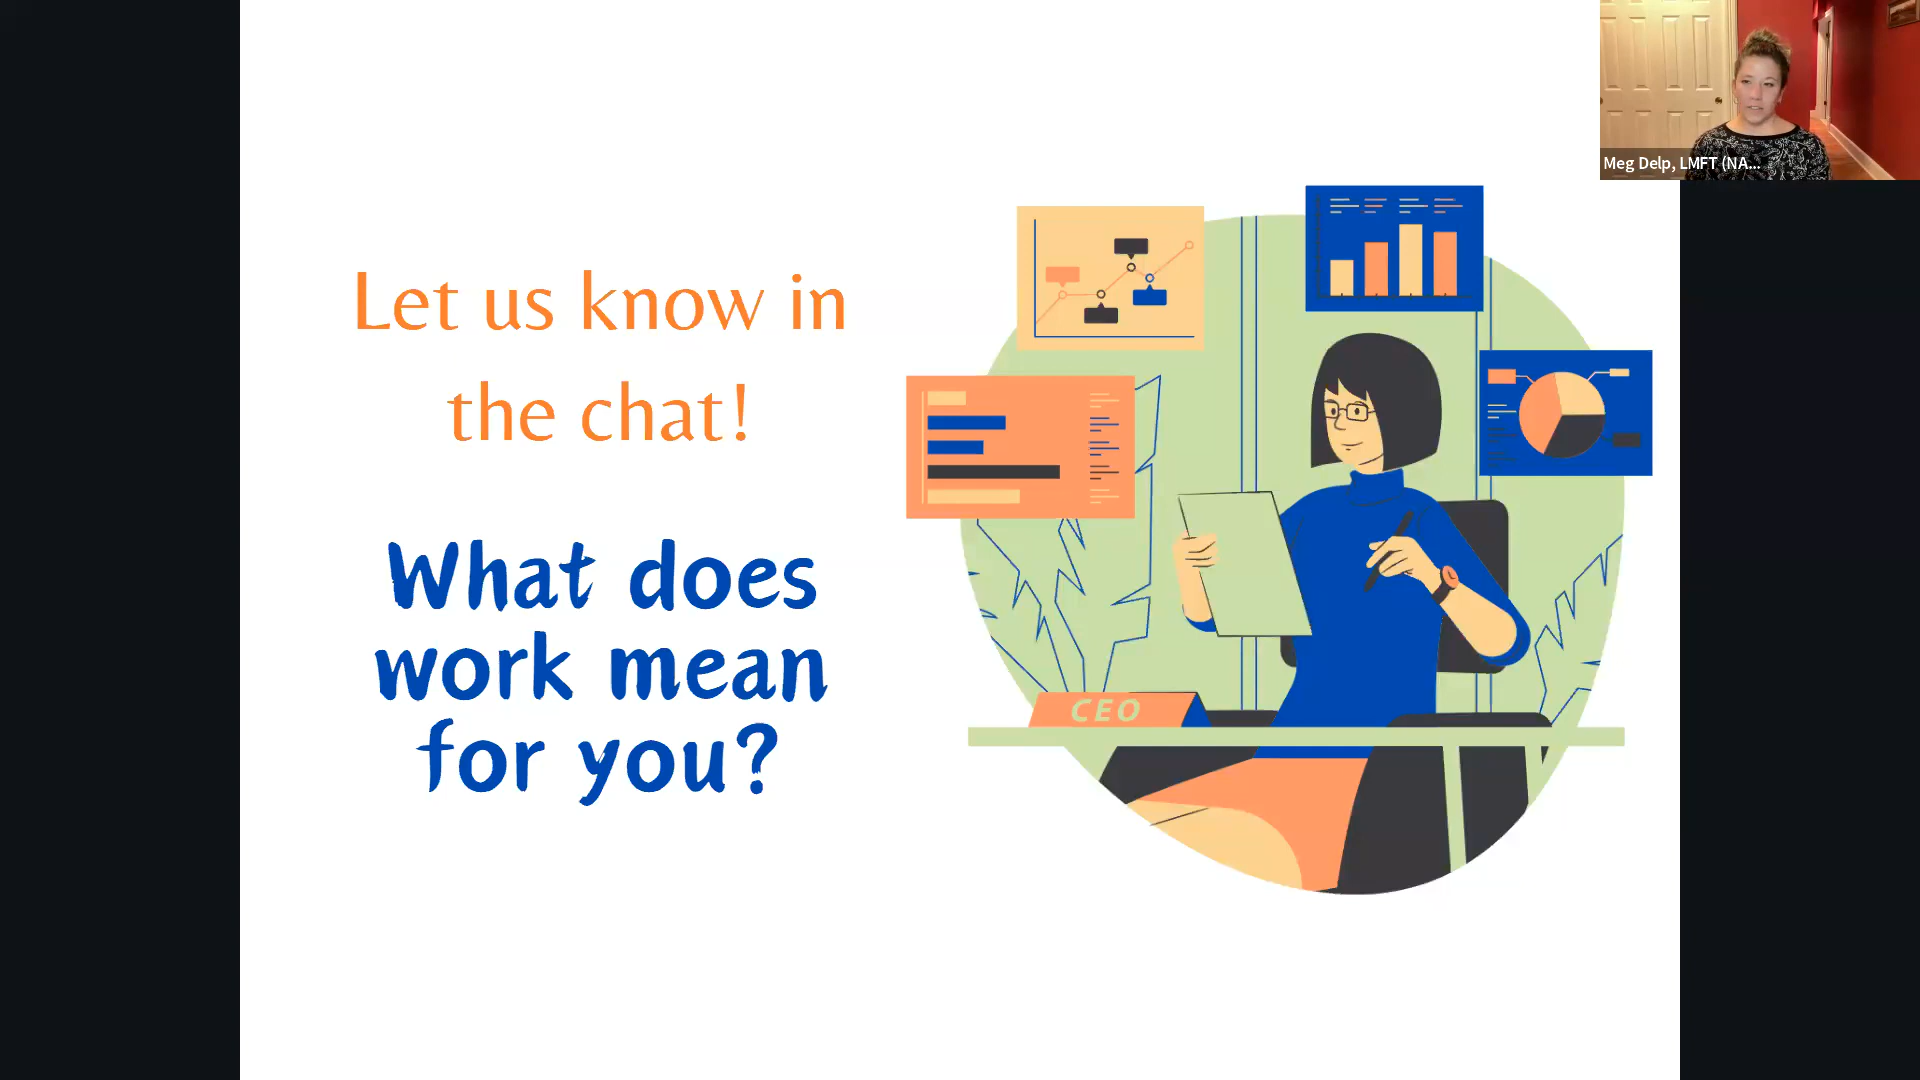 Meg Delp, LMFT (NA...
Let us know in
the chat!
What does
work mean
for you?
CEO